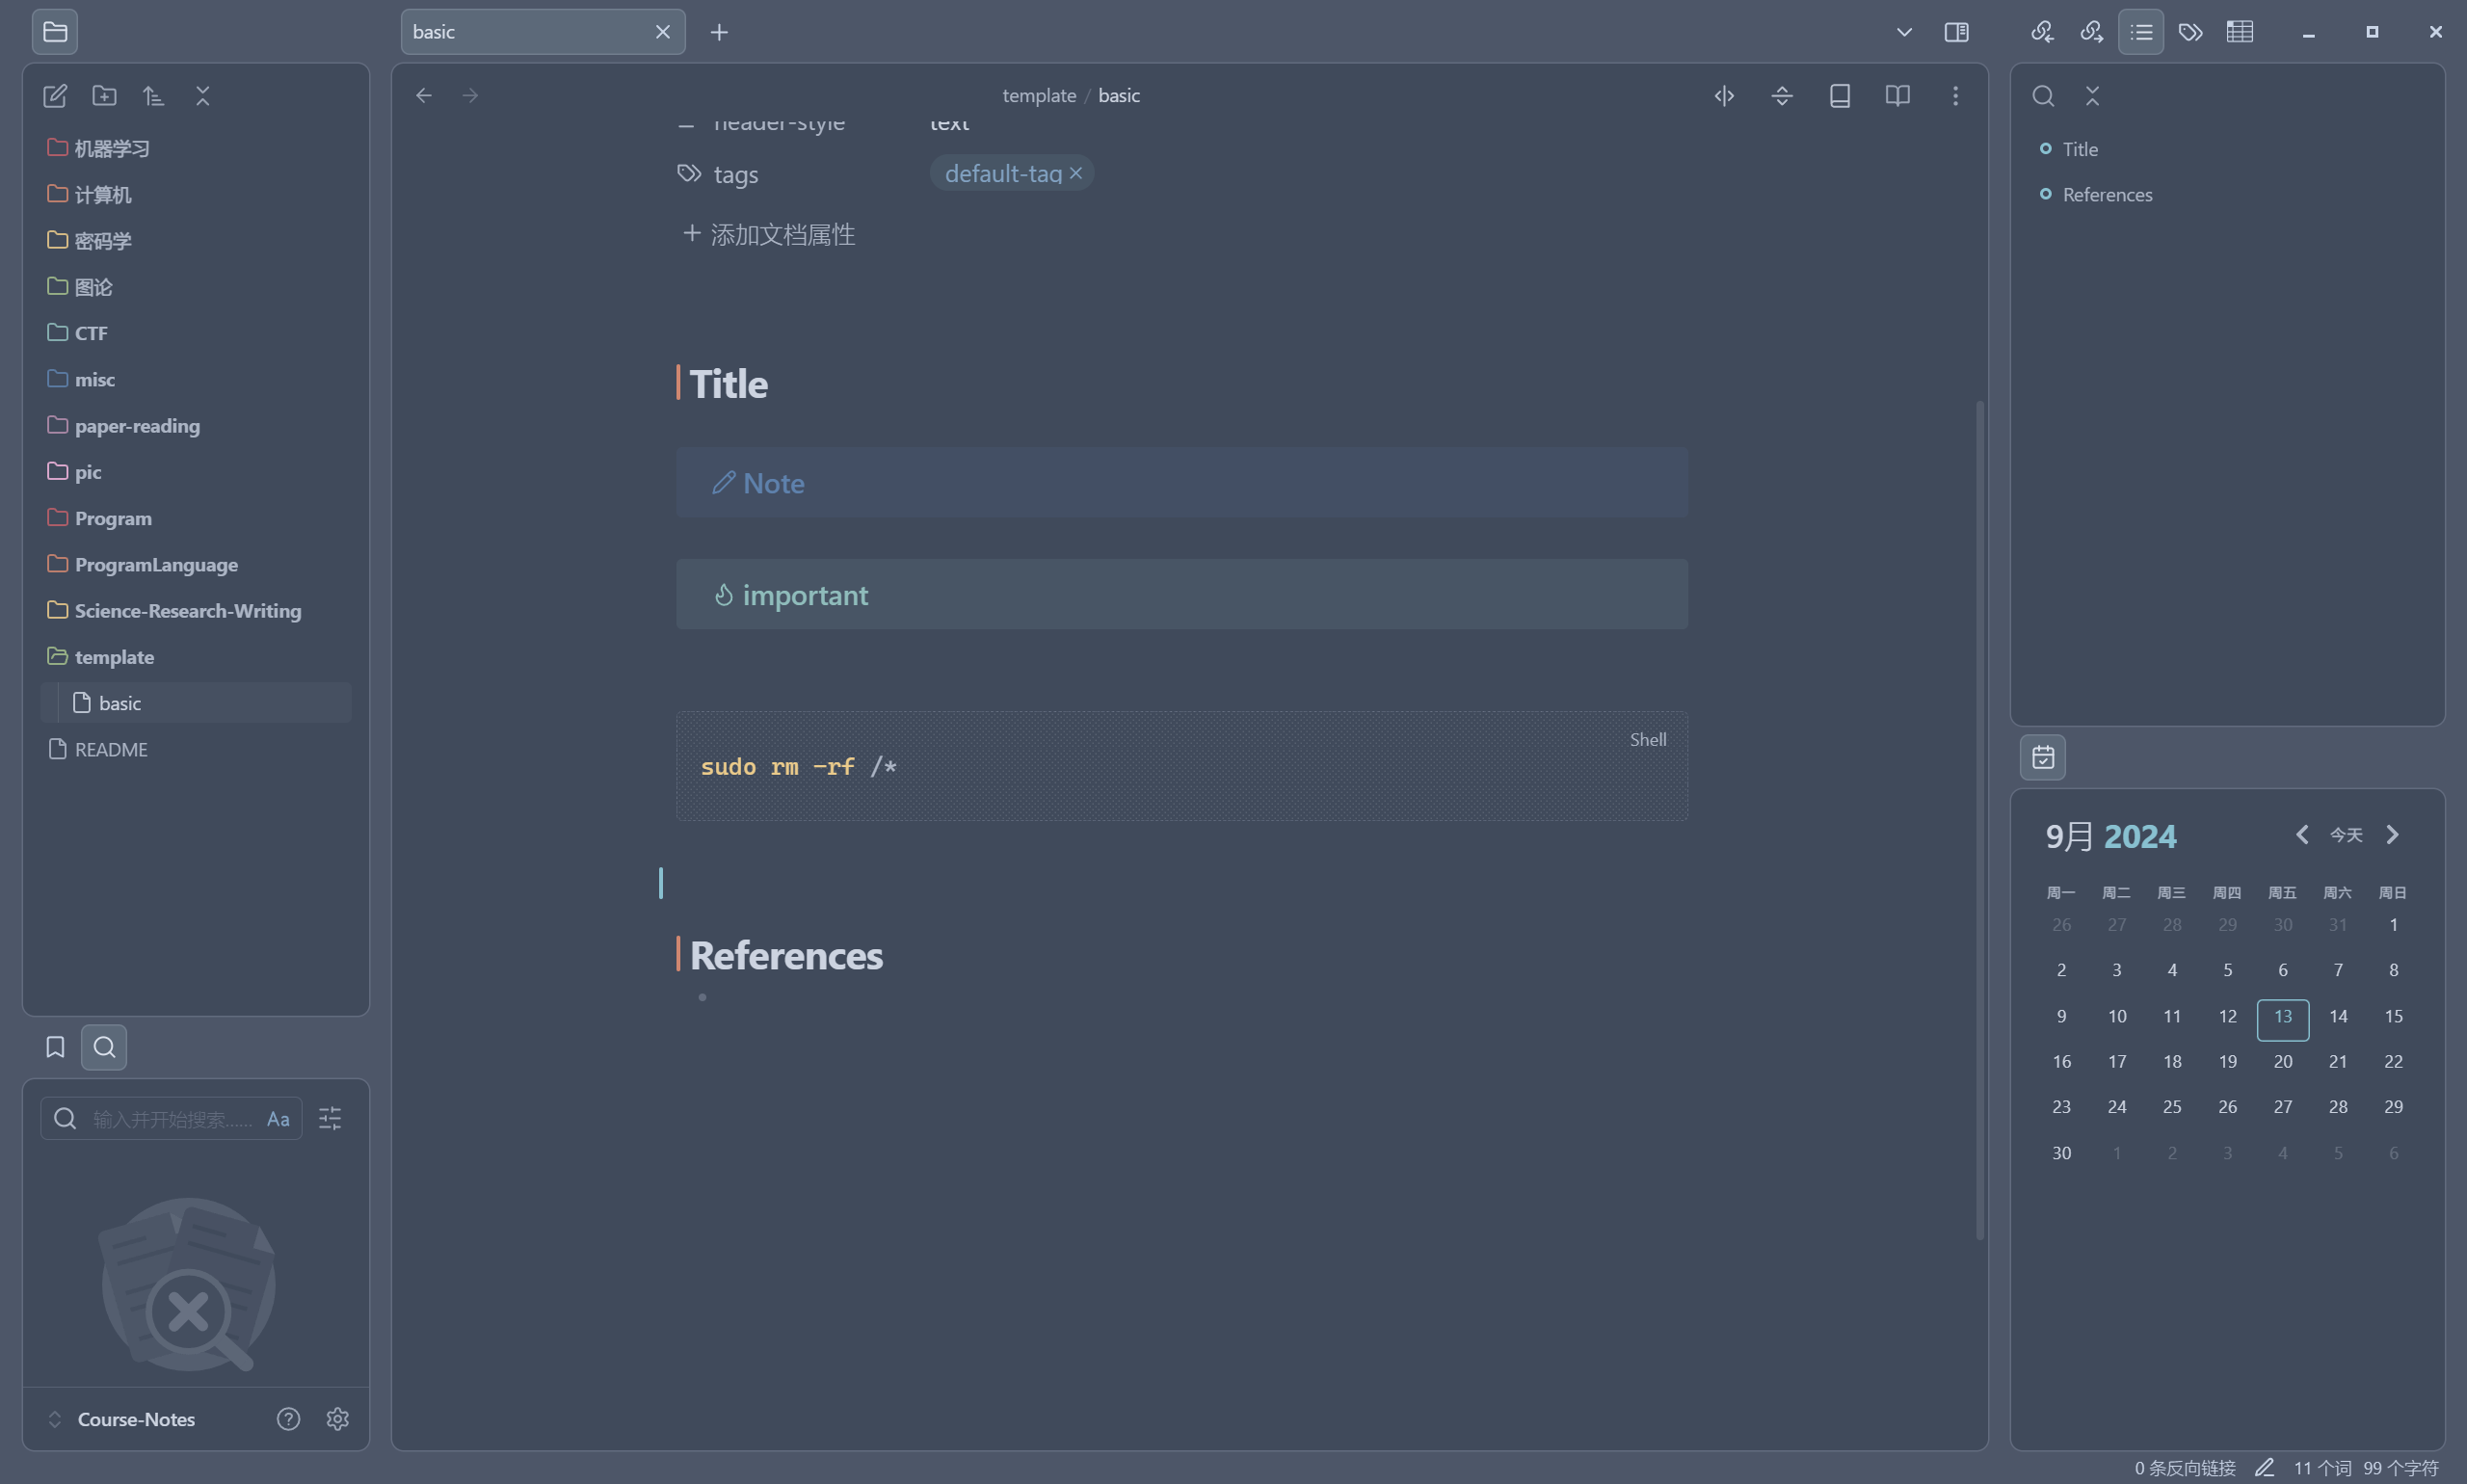 basic
template / basic
机器学习
计算机
密码学
图论
CTF
misc
paper-reading
pic
Program
ProgramLanguage
Science-Research-Writing
template
basic
README
输入并开始搜索......
Aa
Course-Notes
header-style text
tags default-tag
添加文档属性
Title
Note
important
Shell
sudo rm -rf /*
References
Title
References
9月 2024
今天
周一 周二 周三 周四 周五 周六 周日
26 27 28 29 30 31 1
2 3 4 5 6 7 8
9 10 11 12 13 14 15
16 17 18 19 20 21 22
23 24 25 26 27 28 29
30 1 2 3 4 5 6
0 条反向链接 11 个词 99 个字符